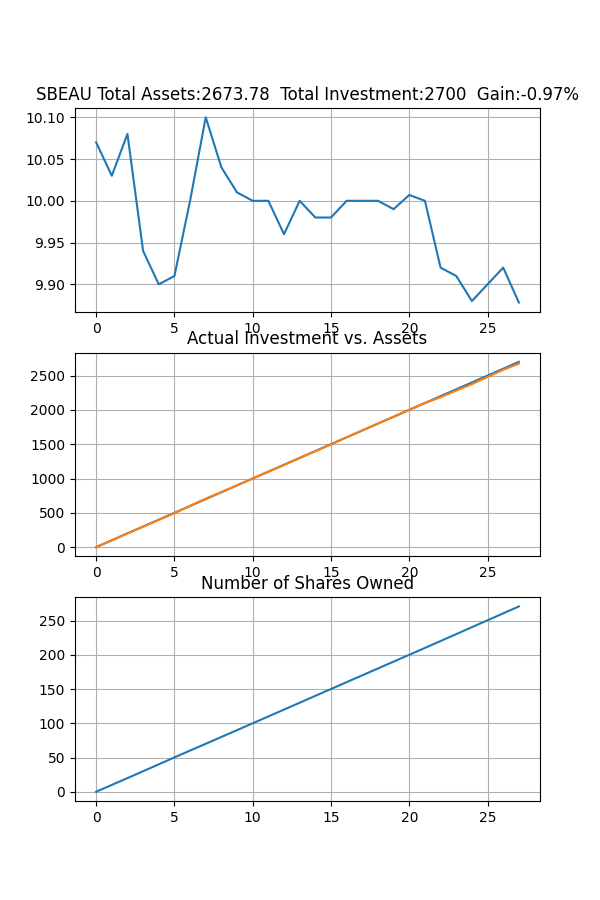 SBEAU Total Assets:2673.78  Total Investment:2700  Gain:-0.97%
10.10
10.05
10.00
9.95
9.90
0 5 10 15 20 25
Actual Investment vs. Assets
2500
2000
1500
1000
500
0
0 5 10 15 20 25
Number of Shares Owned
250
200
150
100
50
0
0 5 10 15 20 25